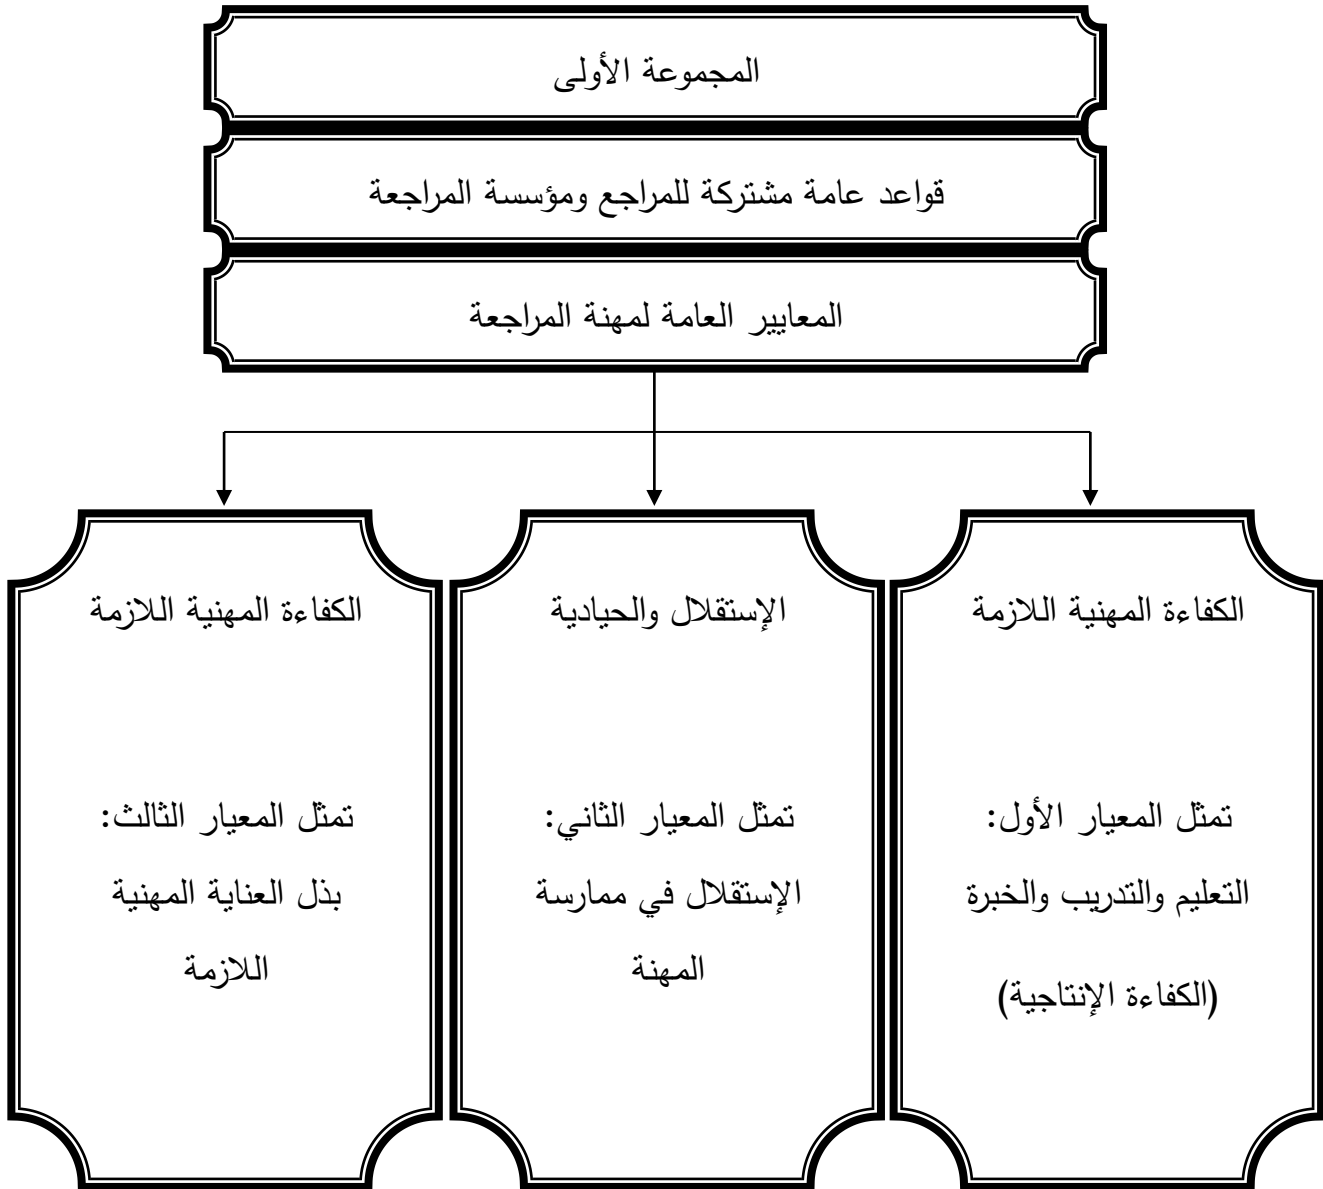 المجموعة الأولى
قواعد عامة مشتركة للمراجع ومؤسسة المراجعة
المعايير العامة لمهنة المراجعة
الكفاءة المهنية اللازمة
تمثل المعيار الأول:
التعليم والتدريب والخبرة
(الكفاءة الإنتاجية)
الإستقلال والحيادية
تمثل المعيار الثاني:
الإستقلال في ممارسة
المهنة
الكفاءة المهنية اللازمة
تمثل المعيار الثالث:
بذل العناية المهنية
اللازمة